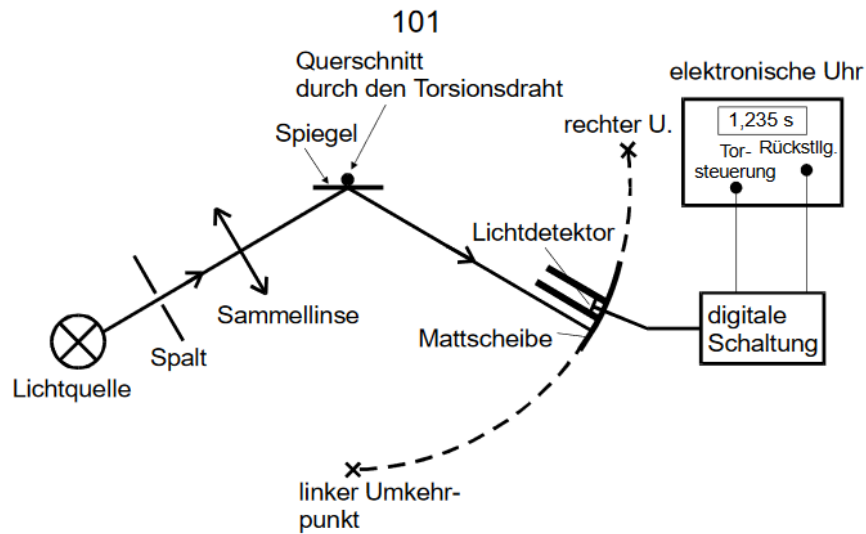 101
Querschnitt
durch den Torsionsdraht
Spiegel
elektronische Uhr
1,235 s
Tor-
steuerung
Rückstllg.
rechter U.
Lichtdetektor
Sammellinse
Mattscheibe
digitale
Schaltung
Spalt
Lichtquelle
linker Umkehr-
punkt